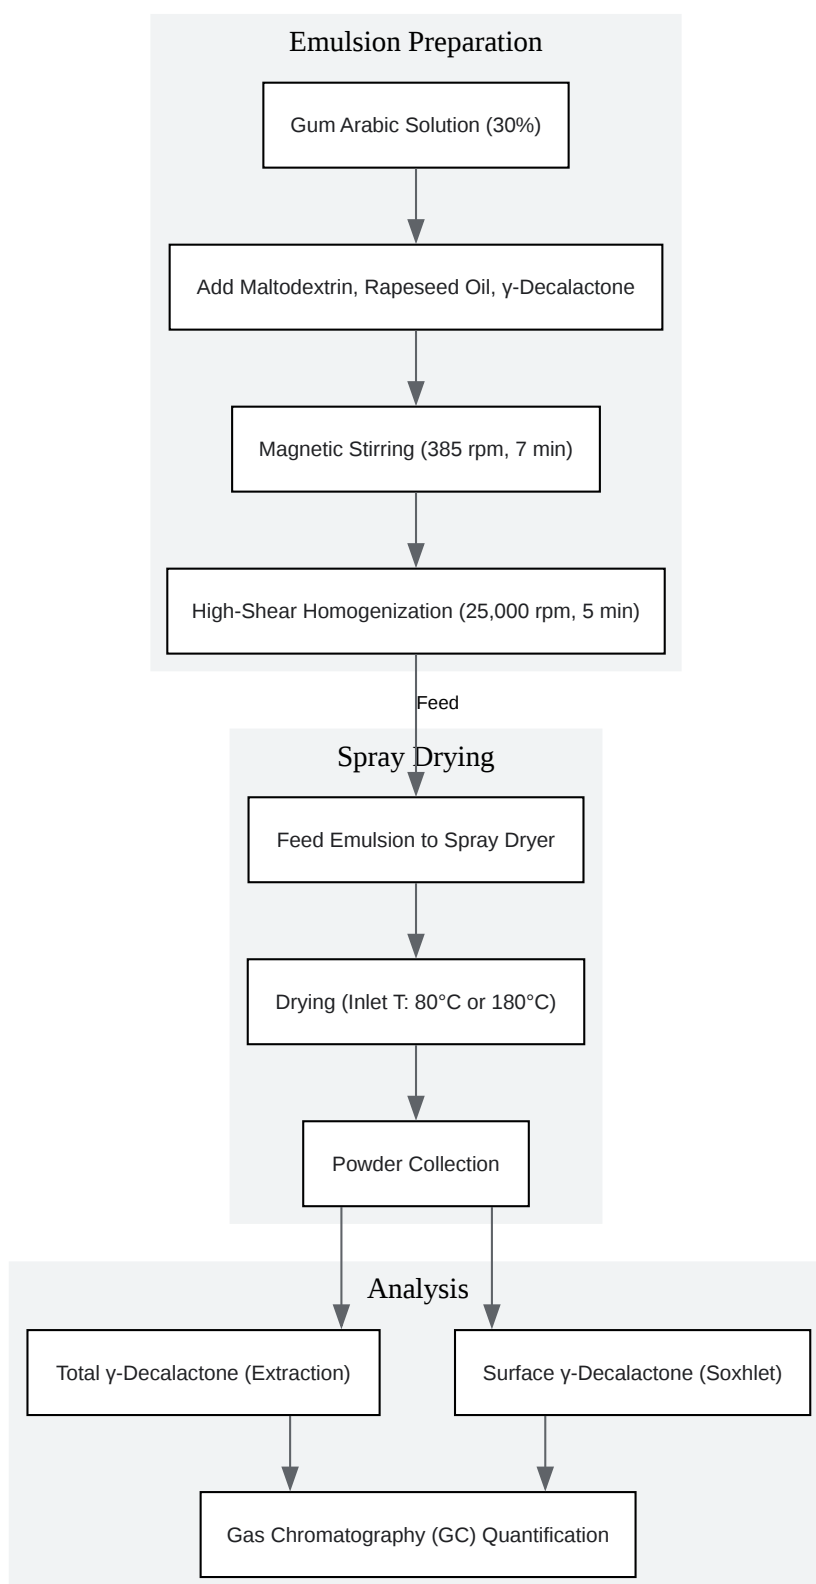 Emulsion Preparation
Gum Arabic Solution (30%)
Add Maltodextrin, Rapeseed Oil, γ-Decalactone
Magnetic Stirring (385 rpm, 7 min)
High-Shear Homogenization (25,000 rpm, 5 min)
Feed
Spray Drying
Feed Emulsion to Spray Dryer
Drying (Inlet T: 80°C or 180°C)
Powder Collection
Analysis
Total γ-Decalactone (Extraction)
Surface γ-Decalactone (Soxhlet)
Gas Chromatography (GC) Quantification